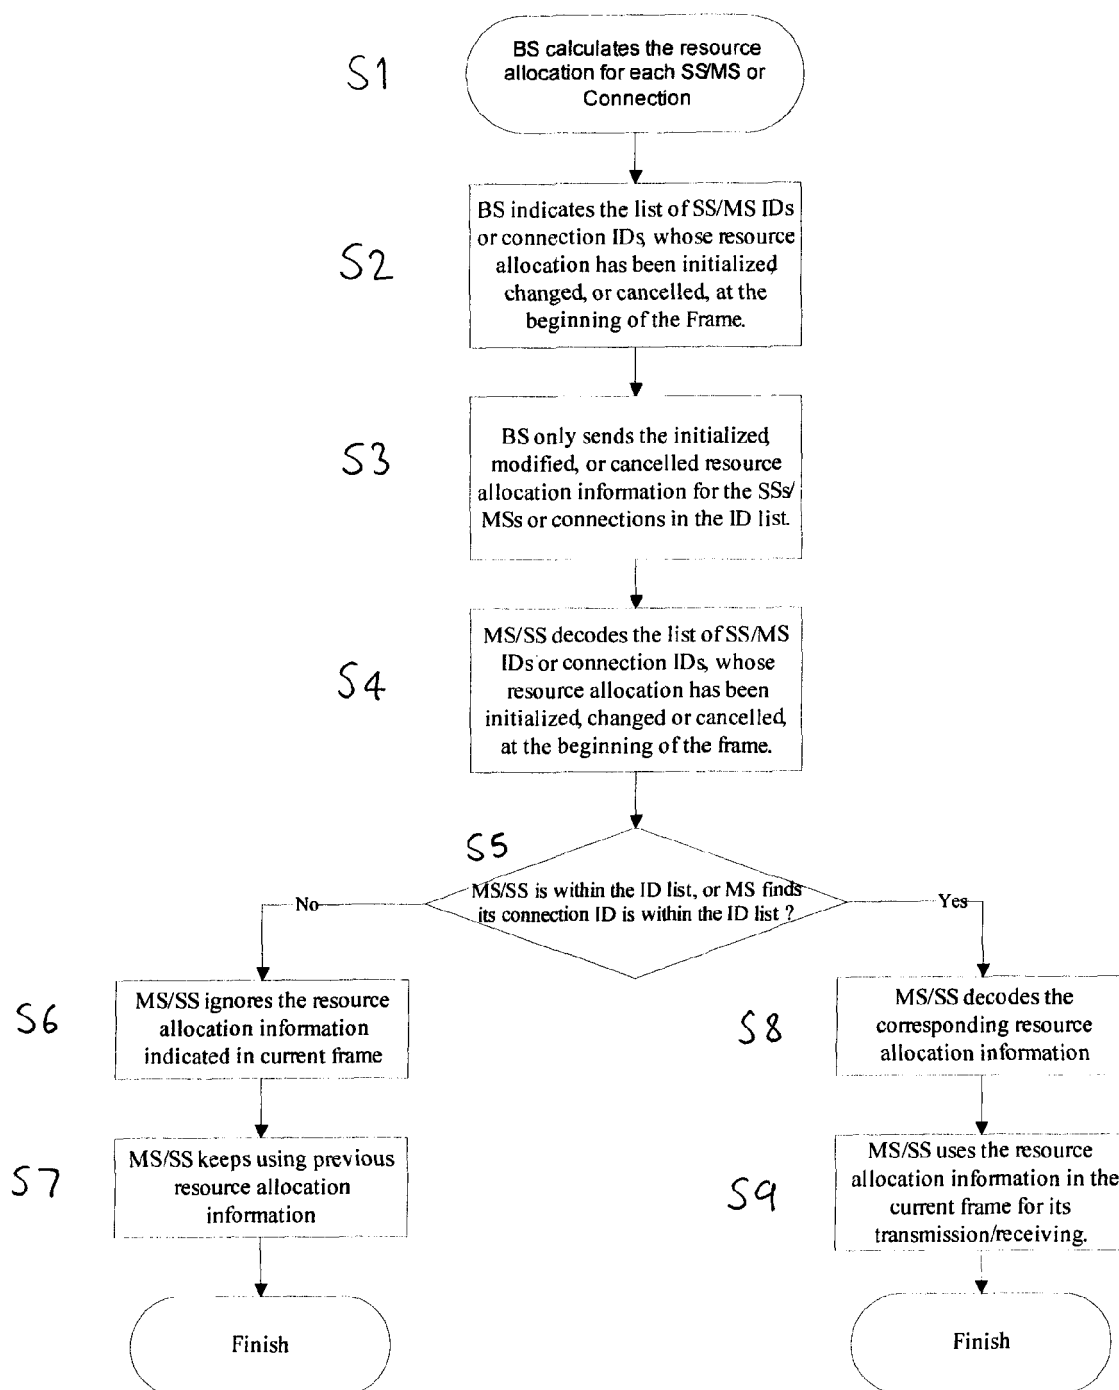 S1
BS calculates the resource
allocation for each SS/MS or
Connection
S2
BS indicates the list of SS/MS IDs
or connection IDs, whose resource
allocation has been initialized,
changed, or cancelled, at the
beginning of the Frame.
S3
BS only sends the initialized,
modified, or cancelled resource
allocation information for the SSs/
MSs or connections in the ID list.
S4
MS/SS decodes the list of SS/MS
IDs or connection IDs, whose
resource allocation has been
initialized, changed or cancelled,
at the beginning of the frame.
S5
MS/SS is within the ID list, or MS finds
its connection ID is within the ID list ?
No
Yes
S6
MS/SS ignores the resource
allocation information
indicated in current frame
S8
MS/SS decodes the
corresponding resource
allocation information
S7
MS/SS keeps using previous
resource allocation
information
S9
MS/SS uses the resource
allocation information in the
current frame for its
transmission/receiving.
Finish
Finish